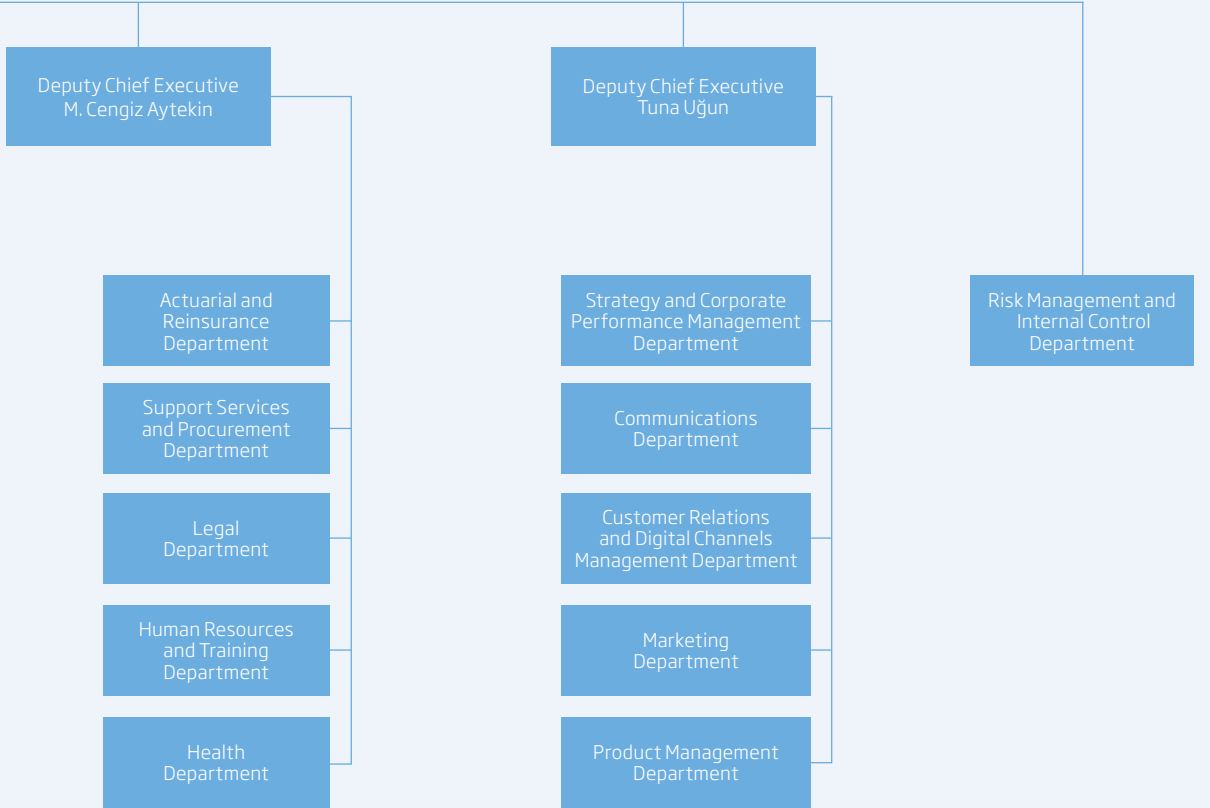 Deputy Chief Executive
M. Cengiz Aytekin
Deputy Chief Executive
Tuna Uğun
Actuarial and
Reinsurance
Department
Support Services
and Procurement
Department
Legal
Department
Human Resources
and Training
Department
Health
Department
Strategy and Corporate
Performance Management
Department
Communications
Department
Customer Relations
and Digital Channels
Management Department
Marketing
Department
Product Management
Department
Risk Management and
Internal Control
Department